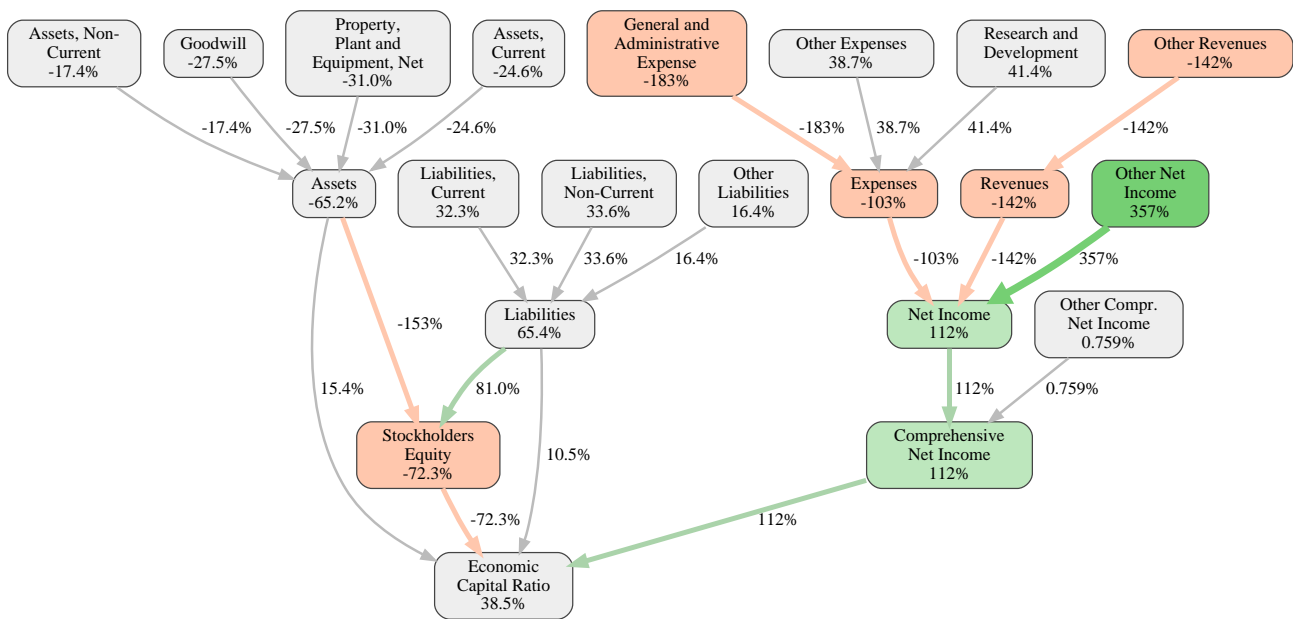 Assets, Non-
Current
-17.4%
Goodwill
-27.5%
Property,
Plant and
Equipment, Net
-31.0%
Assets,
Current
-24.6%
General and
Administrative
Expense
-183%
Other Expenses
38.7%
Research and
Development
41.4%
Other Revenues
-142%
-17.4%
-27.5%
-31.0%
-24.6%
-183%
38.7%
41.4%
-142%
Assets
-65.2%
Liabilities,
Current
32.3%
Liabilities,
Non-Current
33.6%
Other
Liabilities
16.4%
Expenses
-103%
Revenues
-142%
Other Net
Income
357%
32.3%
33.6%
16.4%
-103%
-142%
357%
-153%
Liabilities
65.4%
Net Income
112%
Other Compr.
Net Income
0.759%
15.4%
81.0%
112%
0.759%
Stockholders
Equity
-72.3%
10.5%
Comprehensive
Net Income
112%
-72.3%
112%
Economic
Capital Ratio
38.5%